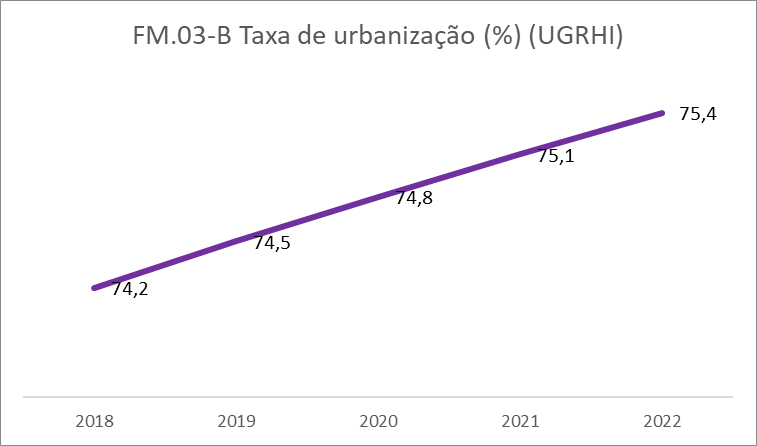 FM.03-B Taxa de urbanização (%) (UGRHI)
75,4
75,1
74,8
74,5
74,2
2018 2019 2020 2021 2022